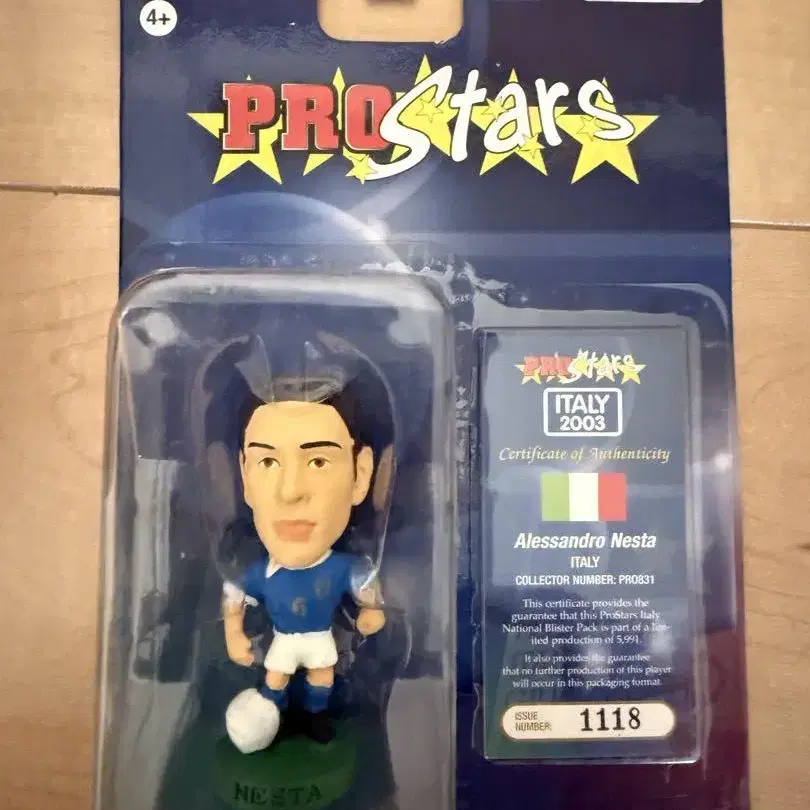 4+
PROStars
PROStars
ITALY
2003
Certificate of Authenticity
Alessandro Nesta
ITALY
COLLECTOR NUMBER: PRO831
This certificate provides the
guarantee that this ProStars Italy
National Blister Pack is part of a lim-
ited production of 5,991.
It also provides the guarantee
that no further production of this player
will occur in this packaging format.
ISSUE
NUMBER: 1118
6
NESTA